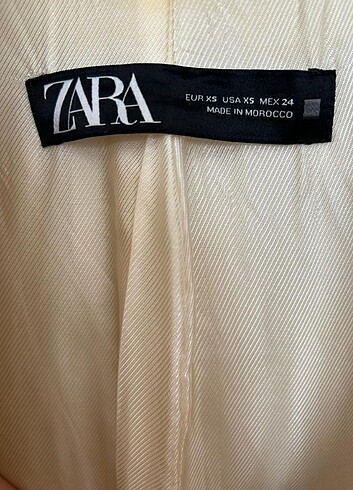 ZARA
EUR XS USA XS MEX 24
MADE IN MOROCCO